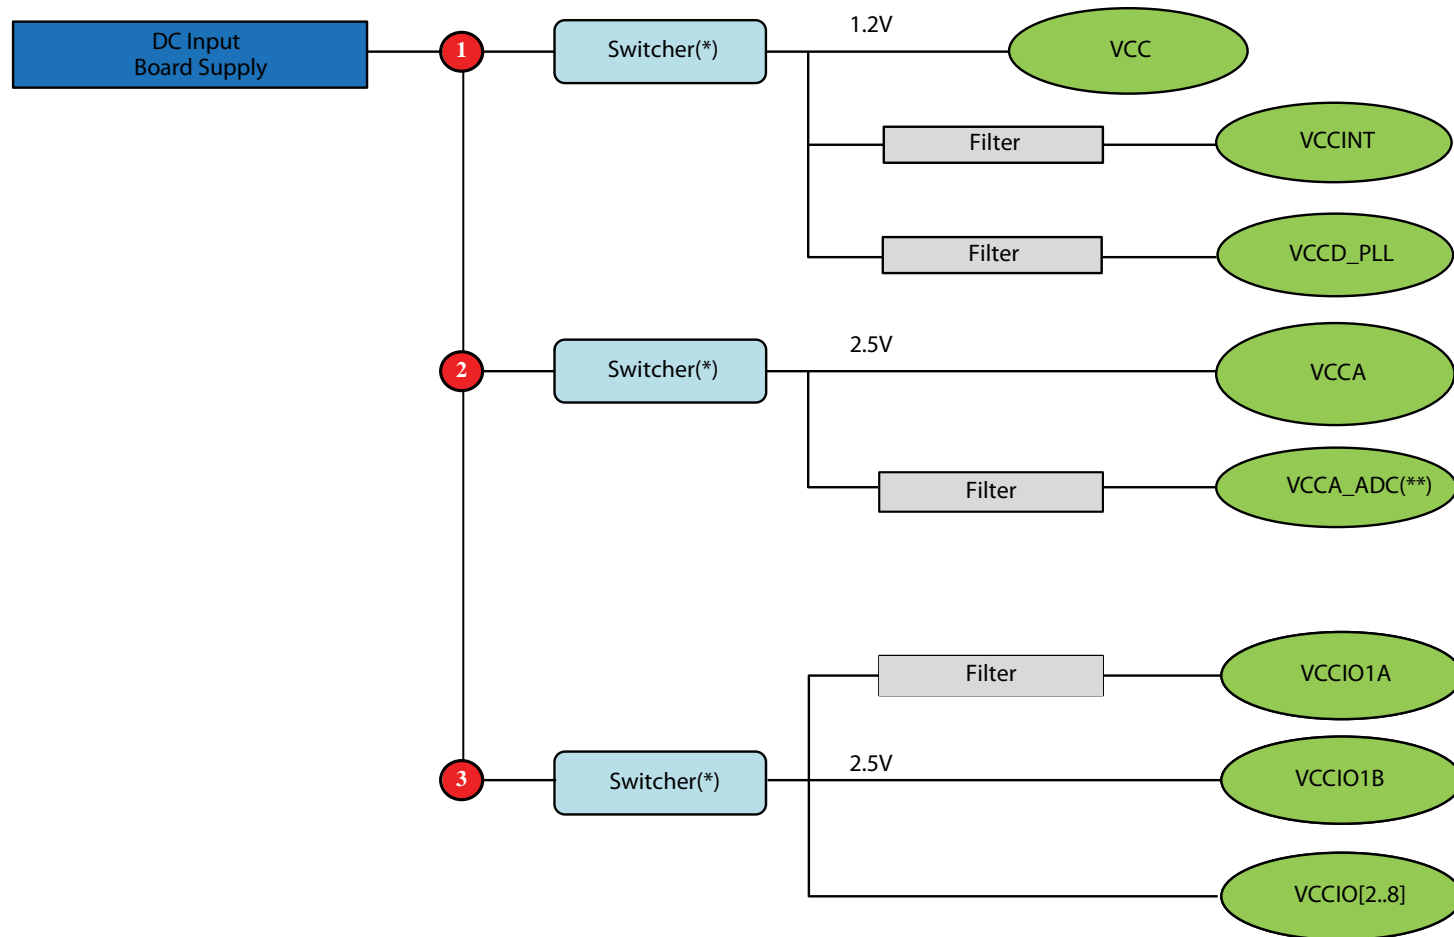 DC Input
Board Supply
1
Switcher(*)
1.2V
VCC
Filter
VCCINT
Filter
VCCD_PLL
2
Switcher(*)
2.5V
VCCA
Filter
VCCA_ADC(**)
Filter
VCCIO1A
3
Switcher(*)
2.5V
VCCIO1B
VCCIO[2..8]